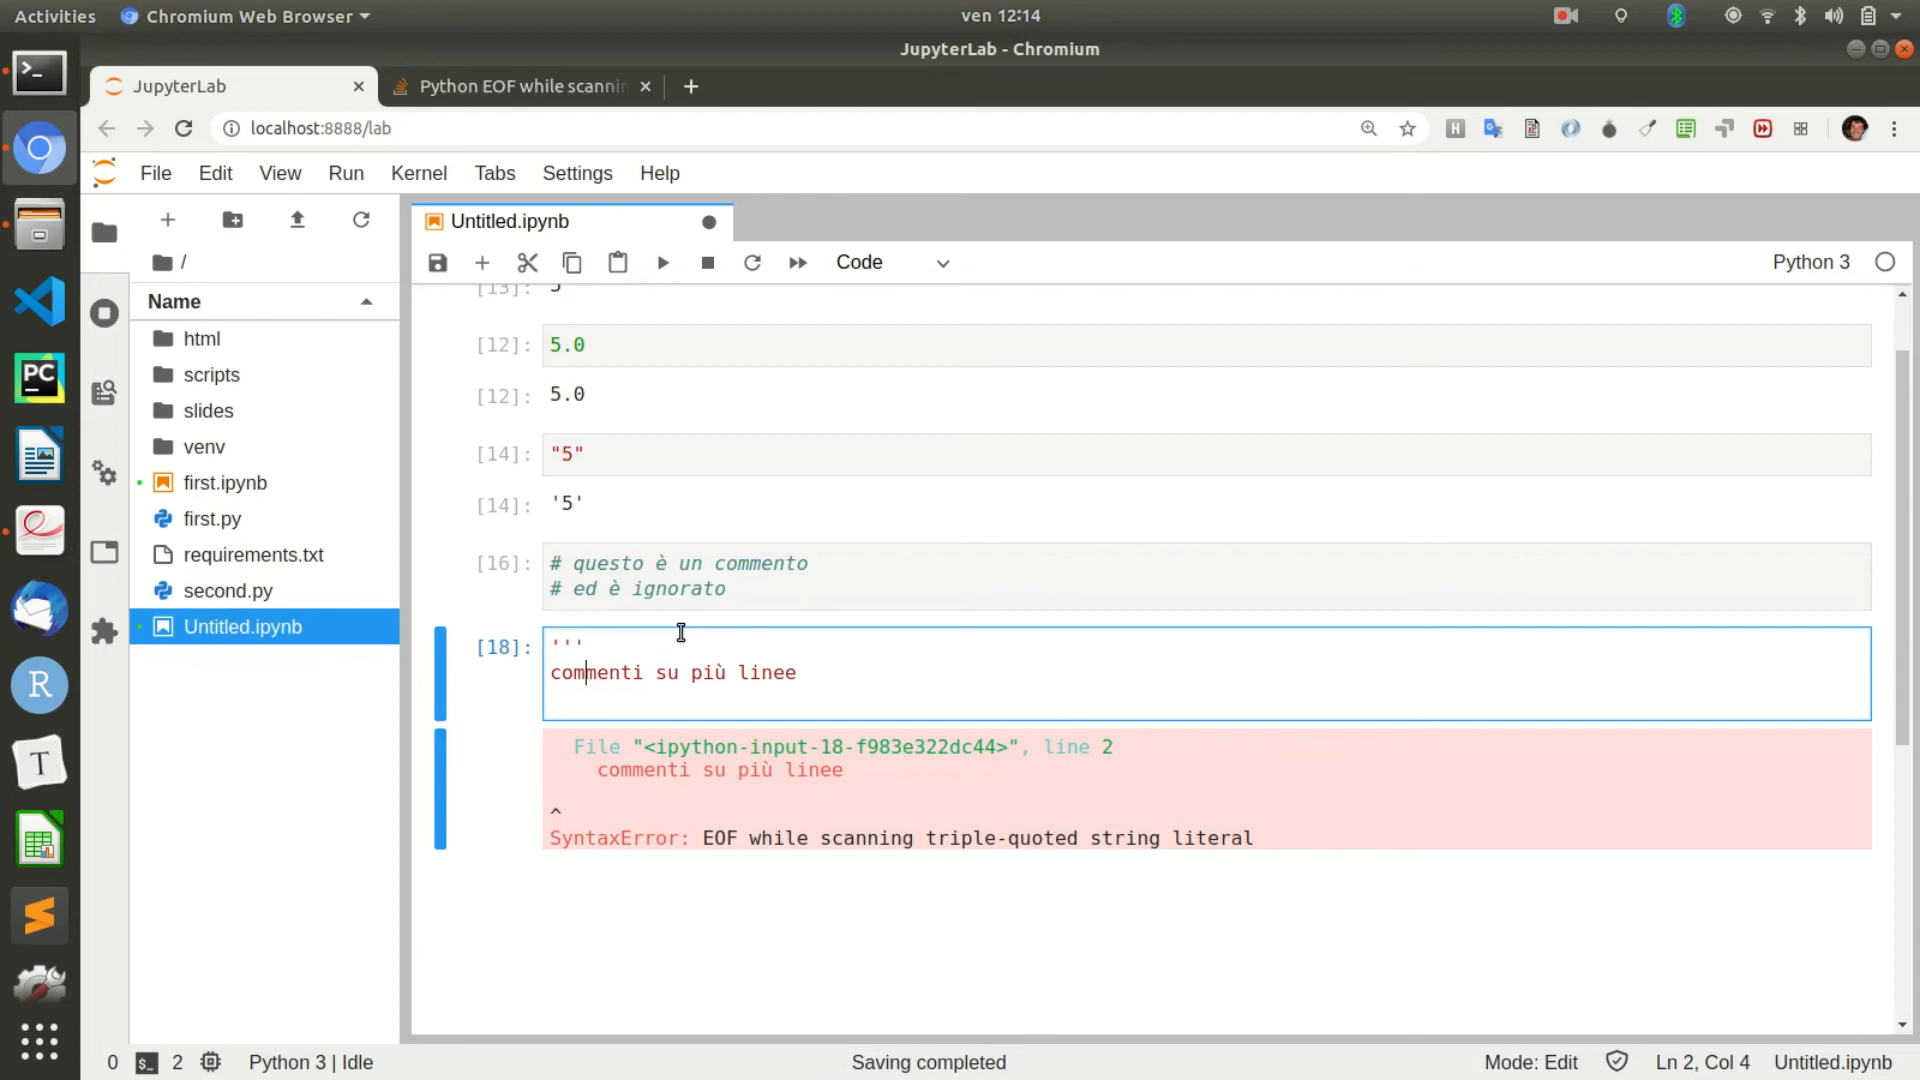 Activities
Chromium Web Browser
ven 12:14
JupyterLab - Chromium
JupyterLab
Python EOF while scannin
localhost:8888/lab
File Edit View Run Kernel Tabs Settings Help
Untitled.ipynb
/
Code
Python 3
Name
html
scripts
slides
venv
first.ipynb
first.py
requirements.txt
second.py
Untitled.ipynb
[13]: 5
[12]: 5.0
[12]: 5.0
[14]: "5"
[14]: '5'
[16]: # questo è un commento
# ed è ignorato
[18]: '''
commenti su più linee
File "<ipython-input-18-f983e322dc44>", line 2
commenti su più linee
^
SyntaxError: EOF while scanning triple-quoted string literal
PC
R
T
0
$_
2
Python 3 | Idle
Saving completed
Mode: Edit
Ln 2, Col 4
Untitled.ipynb